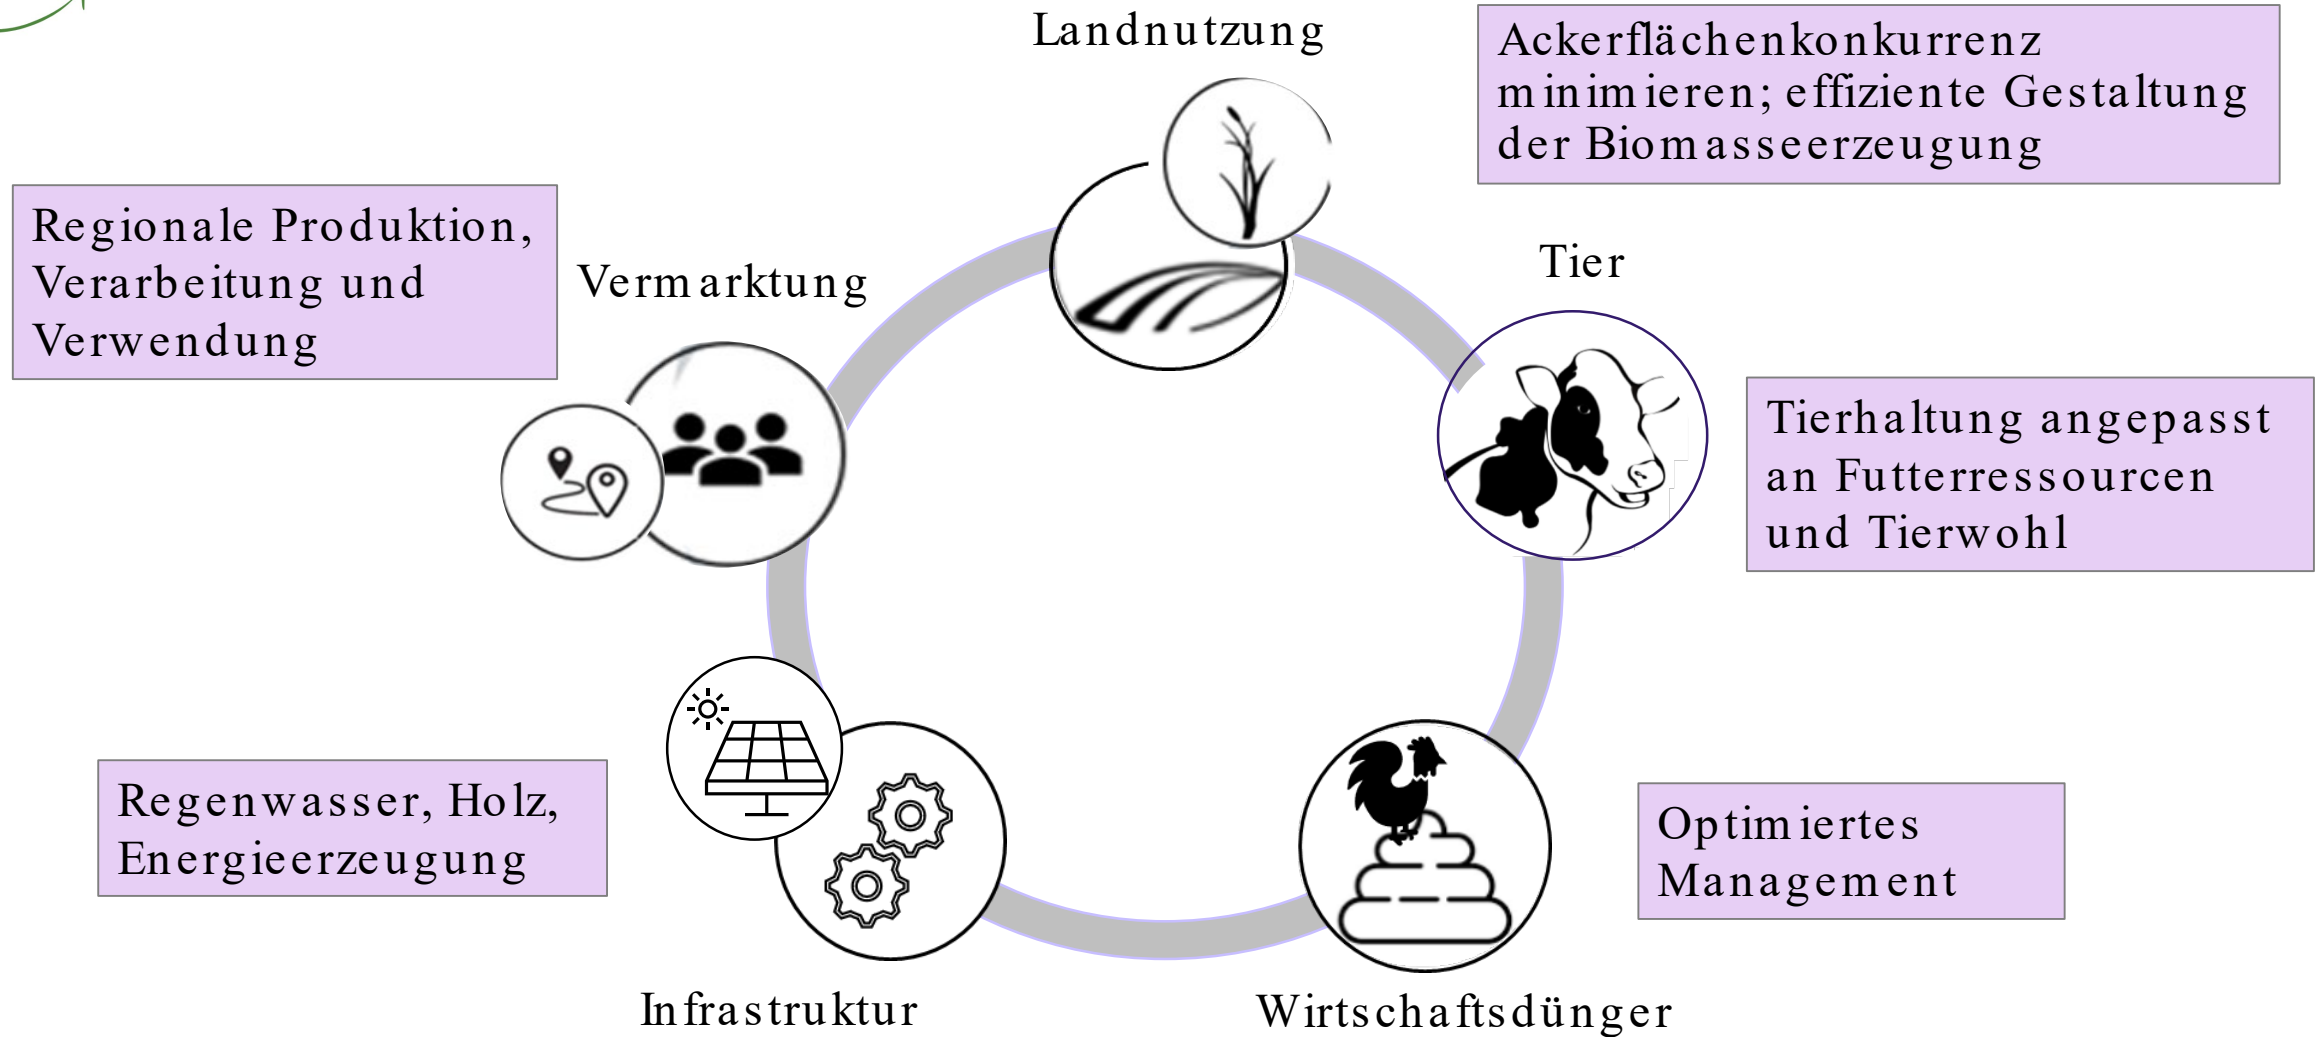 Landnutzung
Ackerflächenkonkurrenz
minimieren; effiziente Gestaltung
der Biomasseerzeugung
Regionale Produktion,
Verarbeitung und
Verwendung
Vermarktung
Tier
Tierhaltung angepasst
an Futterressourcen
und Tierwohl
Regenwasser, Holz,
Energieerzeugung
Optimiertes
Management
Infrastruktur
Wirtschaftsdünger